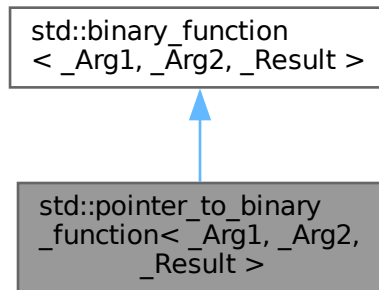 std::binary_function
< _Arg1, _Arg2, _Result >
std::pointer_to_binary
_function< _Arg1, _Arg2,
_Result >